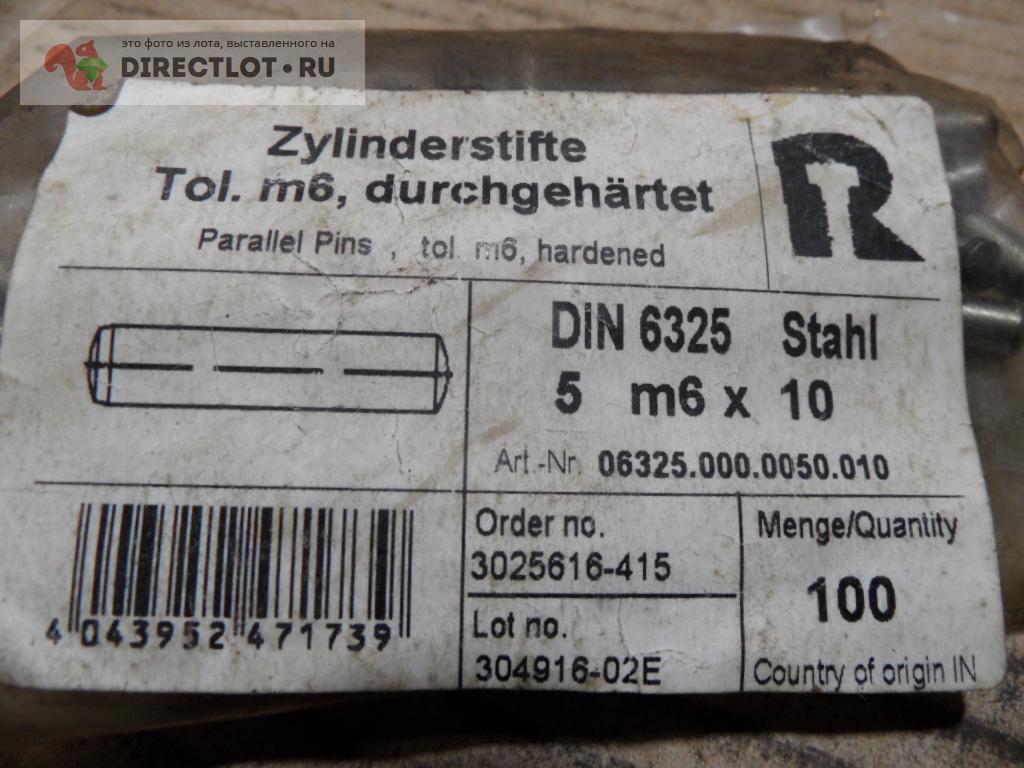 это фото из лота, выставленного на
DIRECTLOT.RU
Zylinderstifte
Tol. m6, durchgehärtet
Parallel Pins , tol. m6, hardened
R
DIN 6325 Stahl
5 m6 x 10
Art.-Nr. 06325.000.0050.010
Order no.
3025616-415
Lot no.
304916-02E
Menge/Quantity
100
Country of origin IN
4 043952 471739